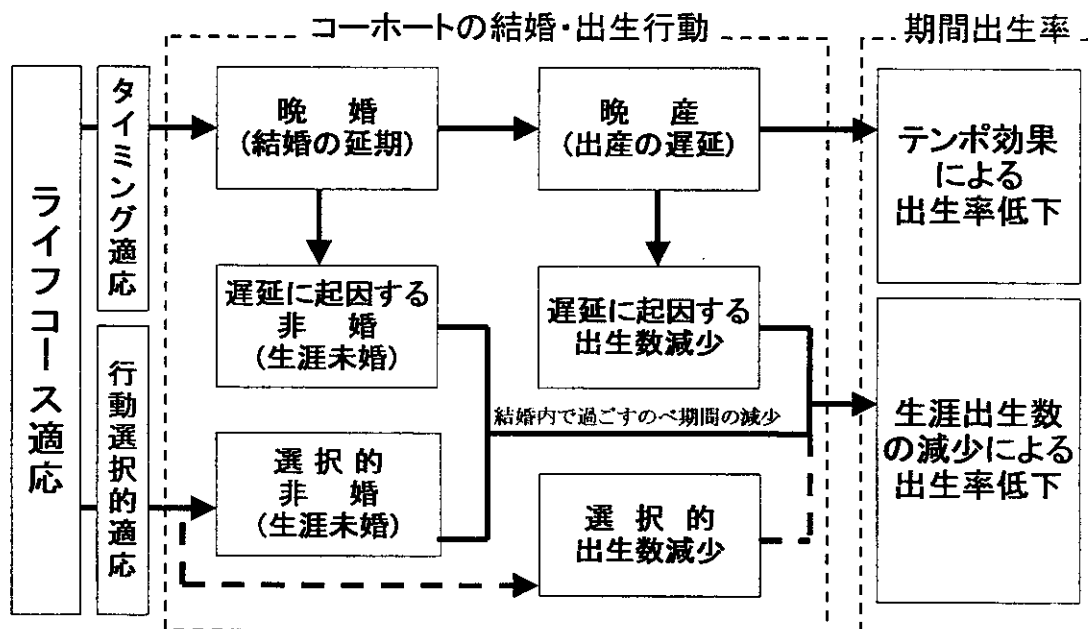 コーホートの結婚・出生行動
期間出生率
ライフコース適応
タイミング適応
晩 婚
(結婚の延期)
晩 産
(出産の遅延)
テンポ効果
による
出生率低下
遅延に起因する
非 婚
(生涯未婚)
遅延に起因する
出生数減少
行動選択的適応
結婚内で過ごすのべ期間の減少
選択的
非 婚
(生涯未婚)
選 択 的
出生数減少
生涯出生数
の減少による
出生率低下